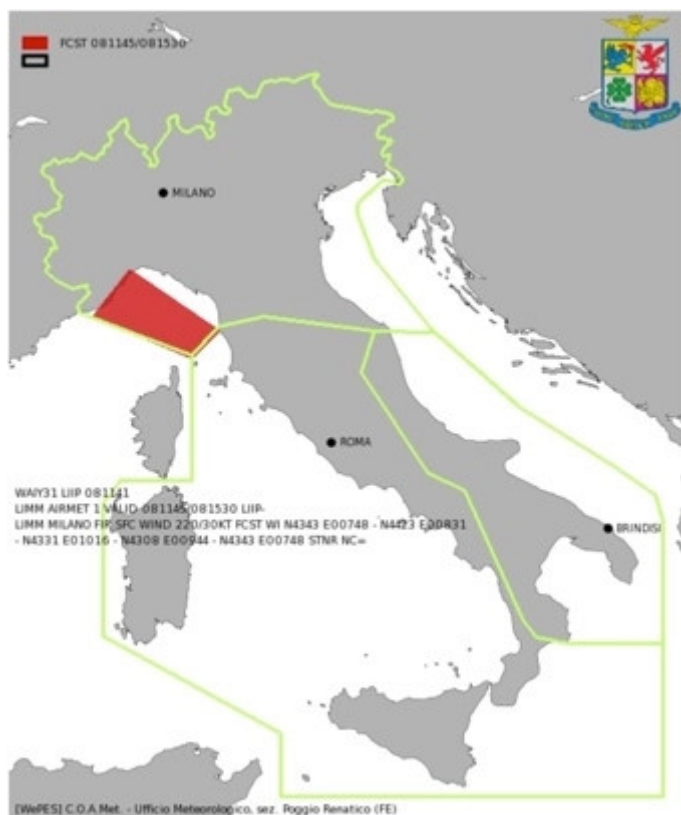 FCST 081145/081530
MILANO
ROMA
WAIY31 LIIP 081141
LIMM AIRMET 1 VALID 081145/081530 LIIP-
LIMM MILANO FIR SFC WIND 220/30KT FCST WI N4343 E00748 - N4423 E00831
- N4331 E01016 - N4308 E00944 - N4343 E00748 STNR NC=
BRINDISI
[WePES] C.O.A.Met. - Ufficio Meteorologico, sez. Poggio Renatico (FE)